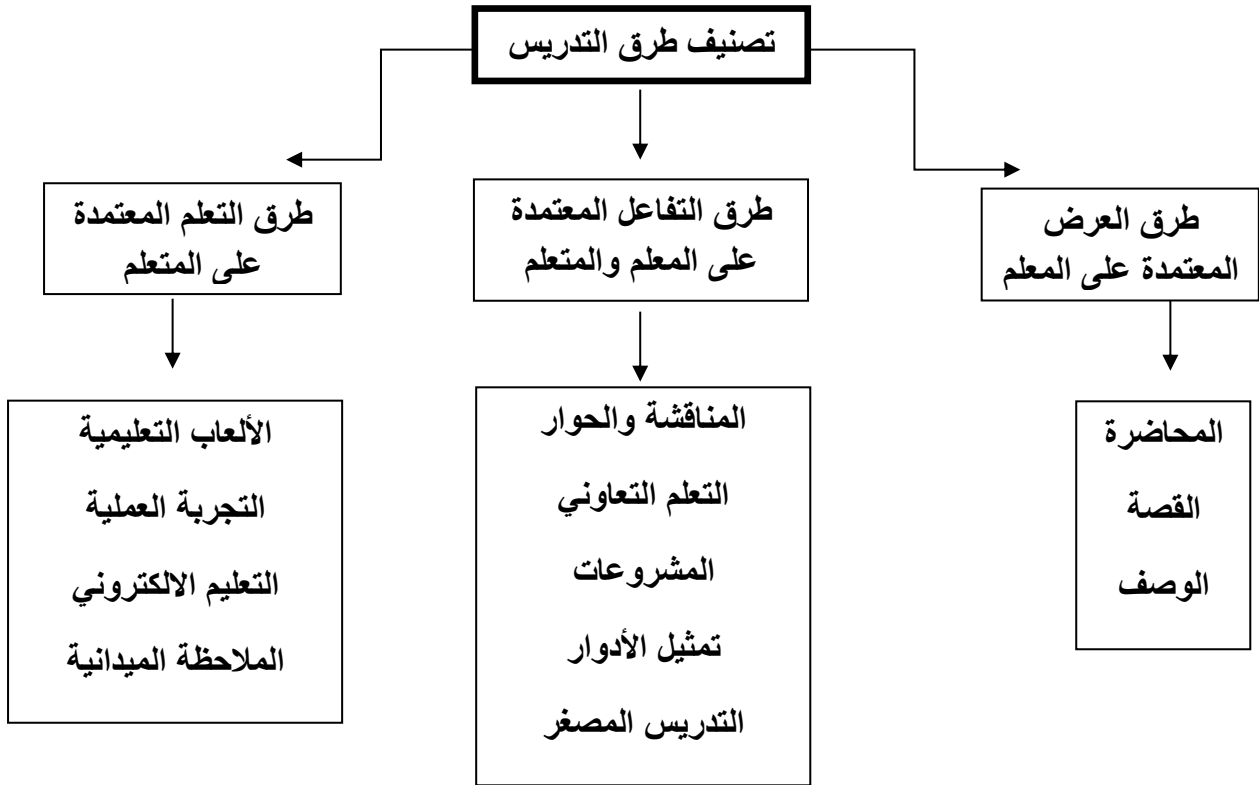 تصنيف طرق التدريس
طرق العرض
المعتمدة على المعلم
طرق التفاعل المعتمدة
على المعلم والمتعلم
طرق التعلم المعتمدة
على المتعلم
المحاضرة
القصة
الوصف
المناقشة والحوار
التعلم التعاوني
المشروعات
تمثيل الأدوار
التدريس المصغر
الألعاب التعليمية
التجربة العملية
التعليم الالكتروني
الملاحظة الميدانية